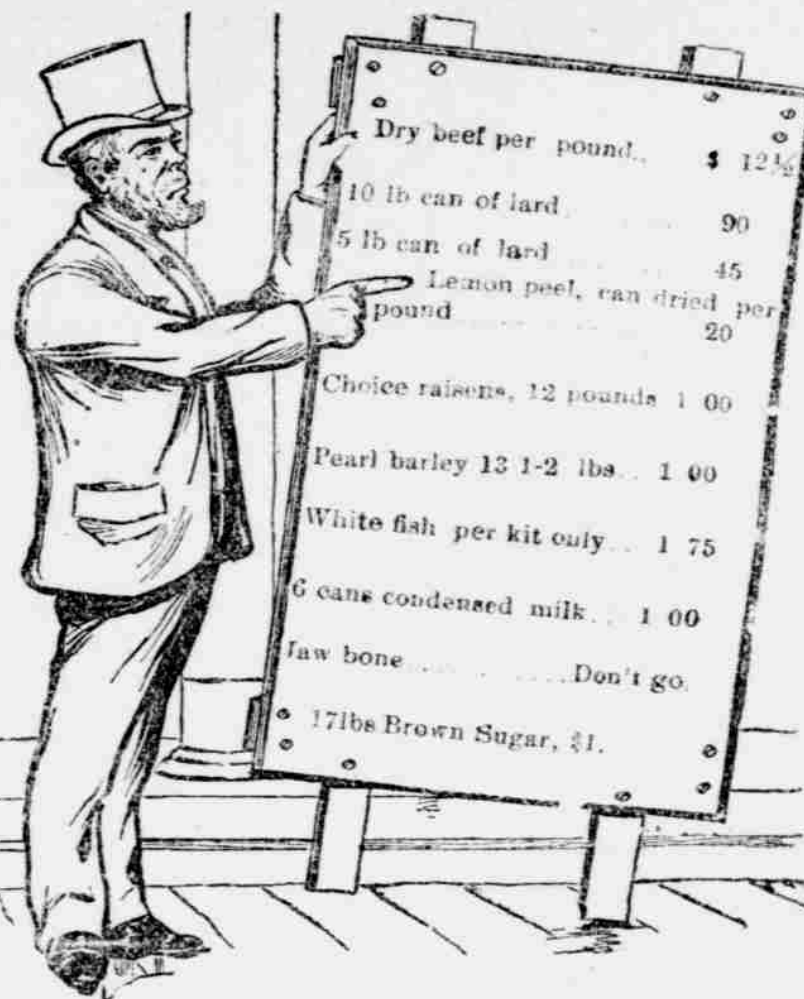 Dry beef per pound.. $ 12½
10 lb can of lard 90
5 lb can of lard 45
Lemon peel, can dried per
pound 20
Choice raisens, 12 pounds 1 00
Pearl barley 13 1-2 lbs.. 1 00
White fish per kit only... 1 75
6 cans condensed milk.. 1 00
Jaw bone ........... Don't go.
17lbs Brown Sugar, $1.